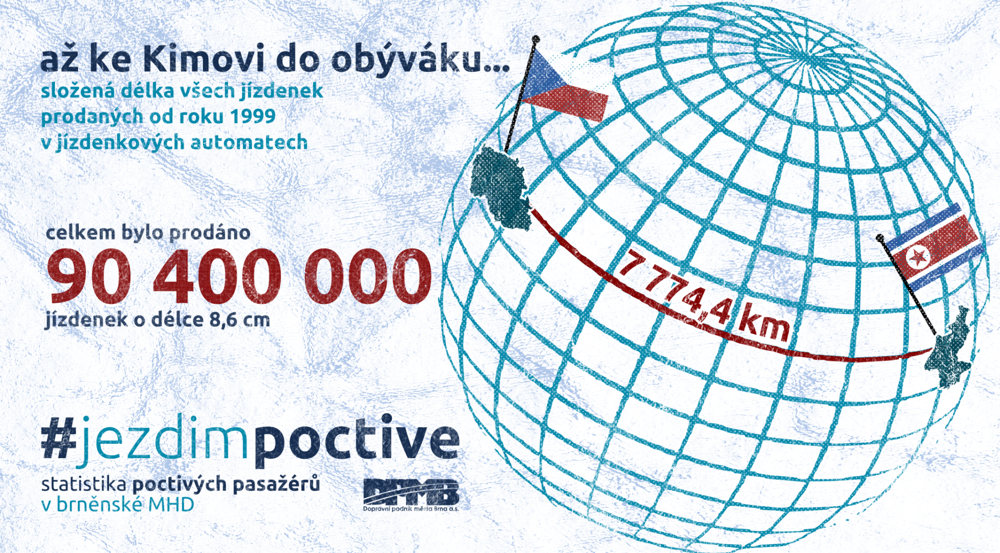 až ke Kimovi do obýváku...
složená délka všech jízdenek
prodaných od roku 1999
v jízdenkových automatech
celkem bylo prodáno
90 400 000
jízdenek o délce 8,6 cm
7 774,4 km
#jezdimpoctive
statistika poctivých pasažérů
v brněnské MHD
DPMB
Dopravní podnik města Brna a.s.